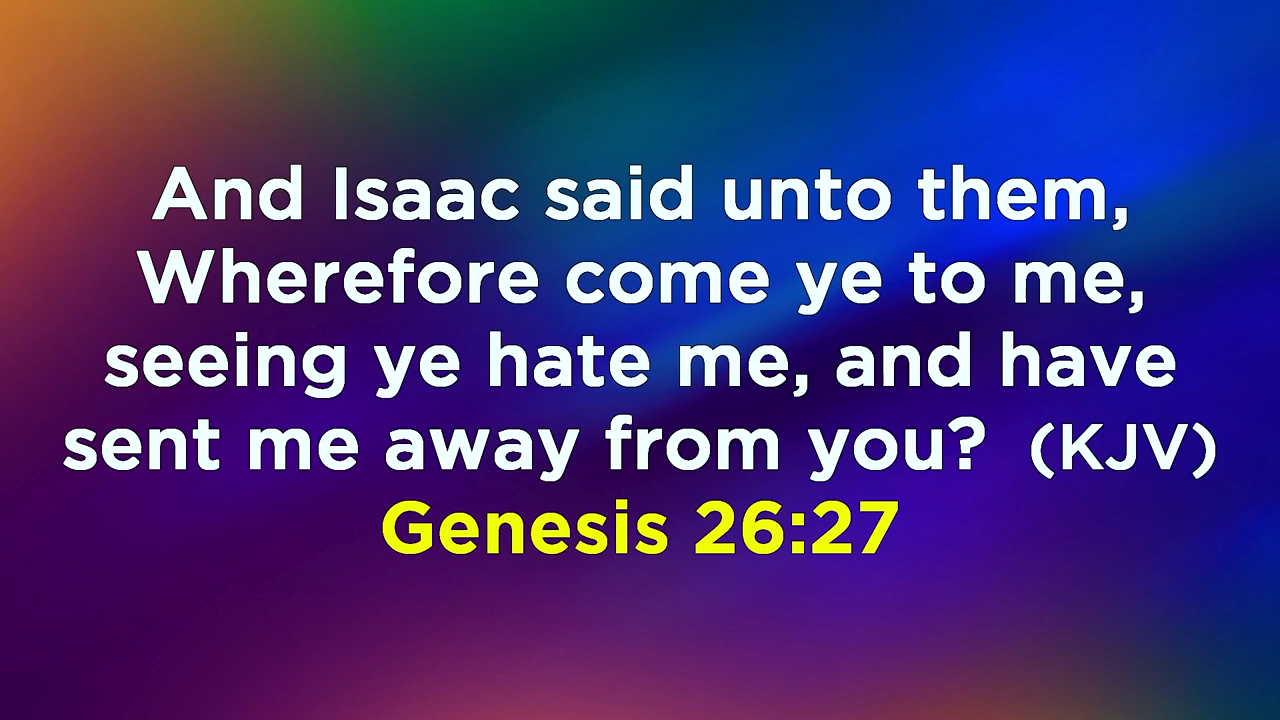 And Isaac said unto them,
Wherefore come ye to me,
seeing ye hate me, and have
sent me away from you? (KJV)
Genesis 26:27